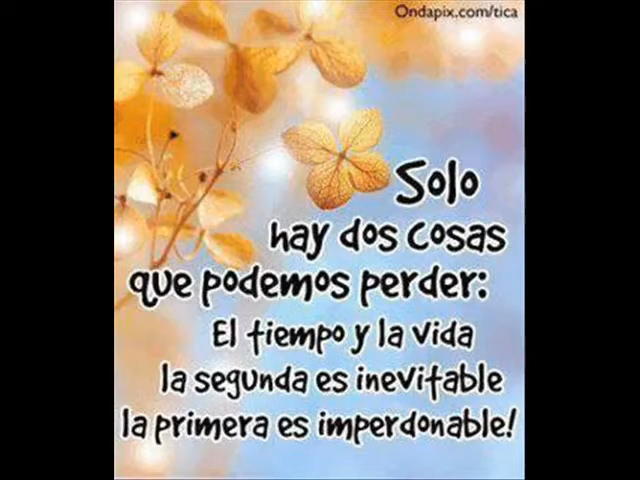 Ondapix.com/tica
Solo
hay dos cosas
que podemos perder:
El tiempo y la vida
la segunda es inevitable
la primera es imperdonable!